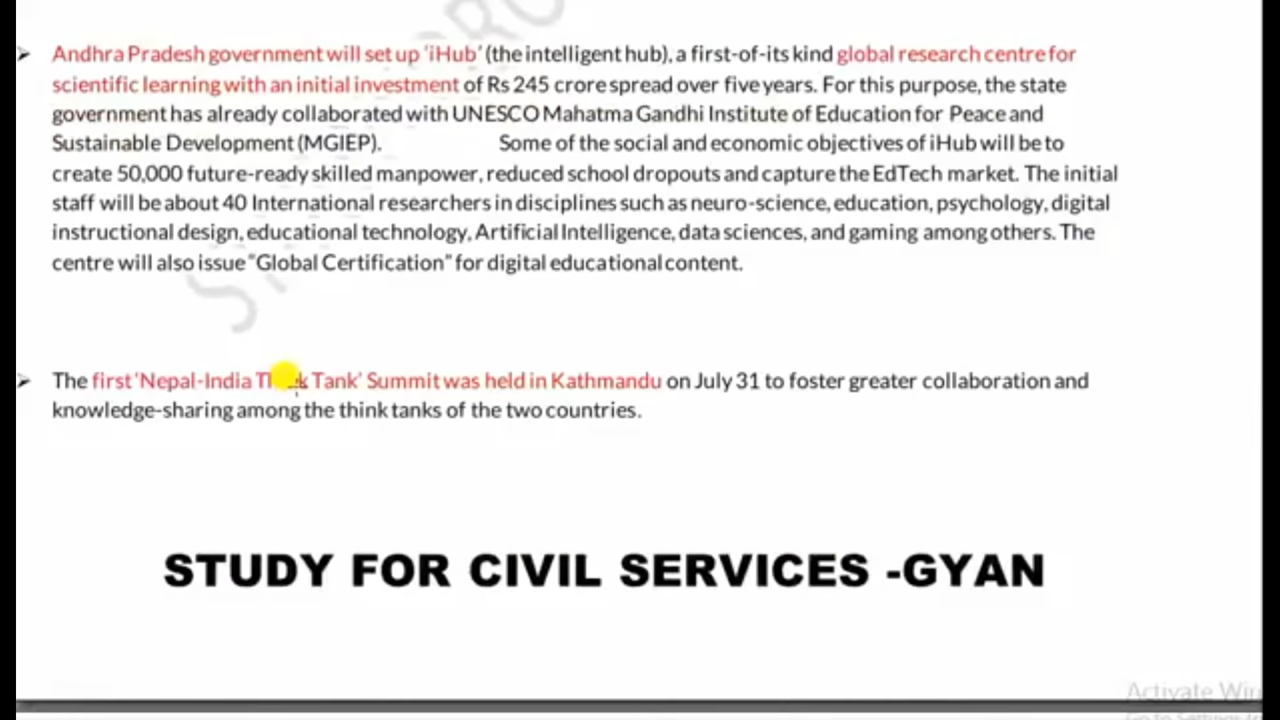 Andhra Pradesh government will set up 'iHub' (the intelligent hub), a first-of-its kind global research centre for
scientific learning with an initial investment of Rs 245 crore spread over five years. For this purpose, the state
government has already collaborated with UNESCO Mahatma Gandhi Institute of Education for Peace and
Sustainable Development (MGIEP). Some of the social and economic objectives of iHub will be to
create 50,000 future-ready skilled manpower, reduced school dropouts and capture the EdTech market. The initial
staff will be about 40 International researchers in disciplines such as neuro-science, education, psychology, digital
instructional design, educational technology, Artificial Intelligence, data sciences, and gaming among others. The
centre will also issue "Global Certification" for digital educational content.
The first 'Nepal-India Tank' Summit was held in Kathmandu on July 31 to foster greater collaboration and
knowledge-sharing among the think tanks of the two countries.
STUDY FOR CIVIL SERVICES -GYAN
Activate Win